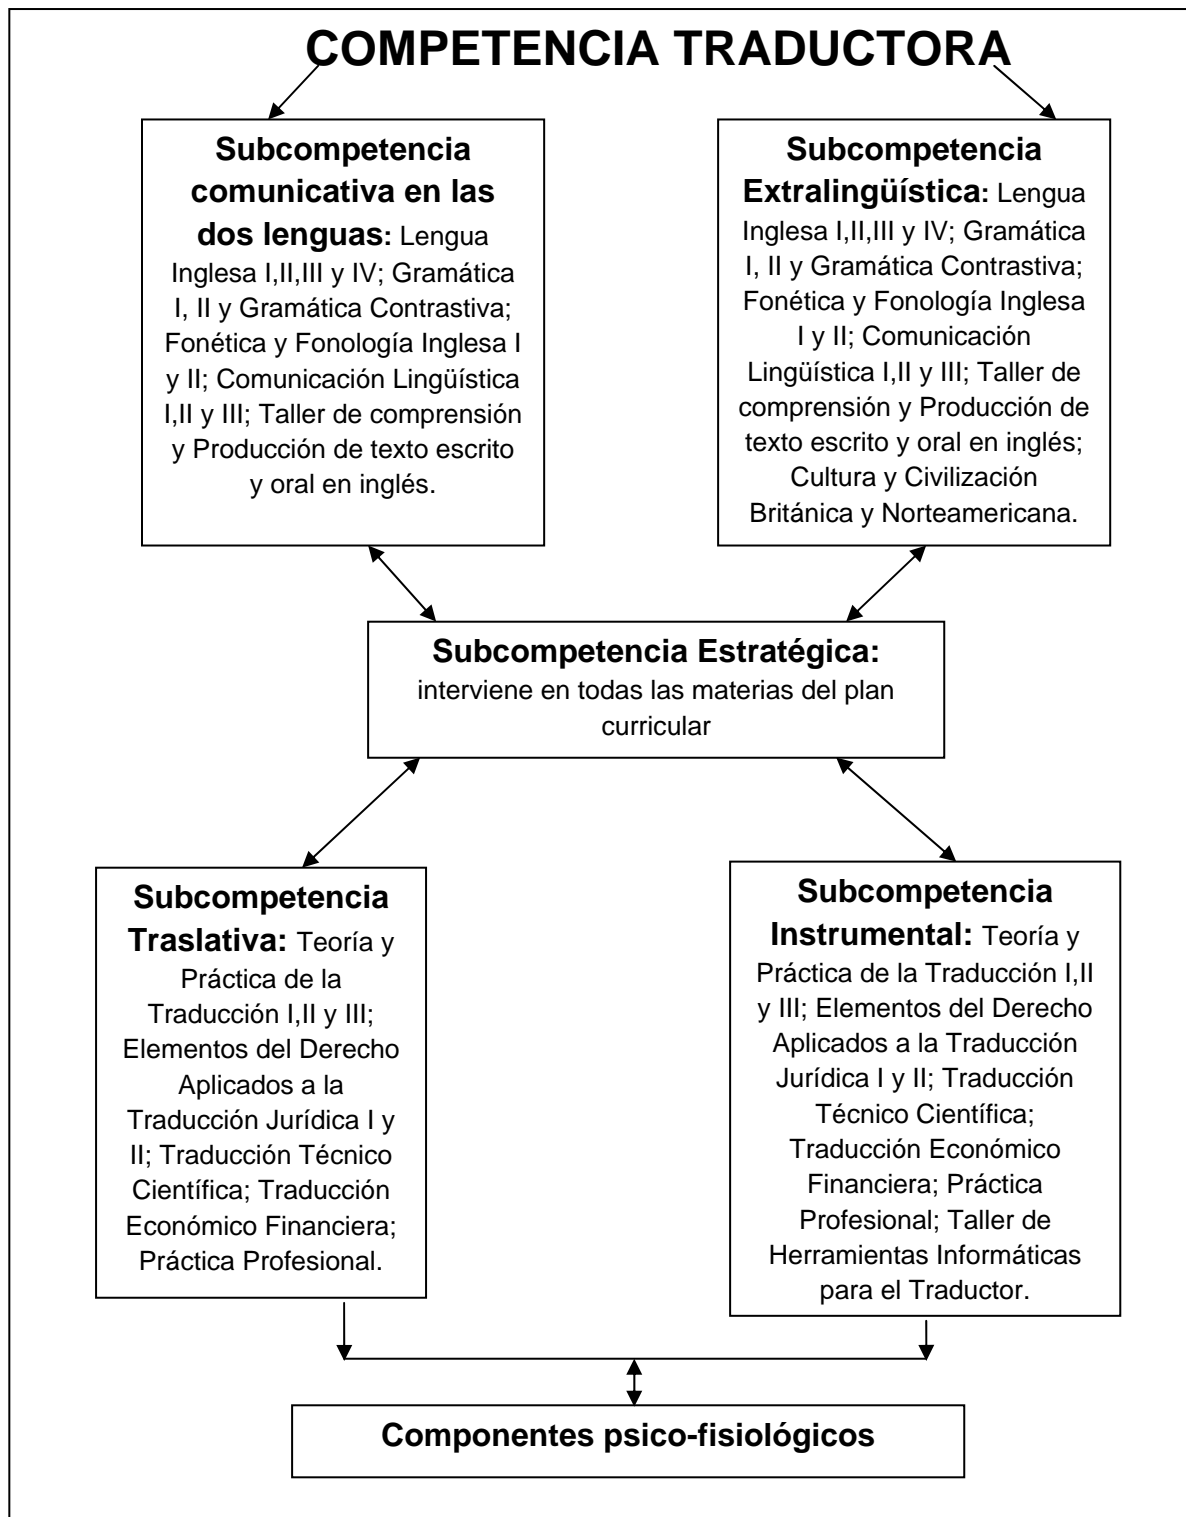 COMPETENCIA TRADUCTORA
Subcompetencia
comunicativa en las
dos lenguas: Lengua
Inglesa I,II,III y IV; Gramática
I, II y Gramática Contrastiva;
Fonética y Fonología Inglesa I
y II; Comunicación Lingüística
I,II y III; Taller de comprensión
y Producción de texto escrito
y oral en inglés.
Subcompetencia
Extralingüística: Lengua
Inglesa I,II,III y IV; Gramática
I, II y Gramática Contrastiva;
Fonética y Fonología Inglesa
I y II; Comunicación
Lingüística I,II y III; Taller de
comprensión y Producción de
texto escrito y oral en inglés;
Cultura y Civilización
Británica y Norteamericana.
Subcompetencia Estratégica:
interviene en todas las materias del plan
curricular
Subcompetencia
Traslativa: Teoría y
Práctica de la
Traducción I,II y III;
Elementos del Derecho
Aplicados a la
Traducción Jurídica I y
II; Traducción Técnico
Científica; Traducción
Económico Financiera;
Práctica Profesional.
Subcompetencia
Instrumental: Teoría y
Práctica de la Traducción I,II
y III; Elementos del Derecho
Aplicados a la Traducción
Jurídica I y II; Traducción
Técnico Científica;
Traducción Económico
Financiera; Práctica
Profesional; Taller de
Herramientas Informáticas
para el Traductor.
Componentes psico-fisiológicos